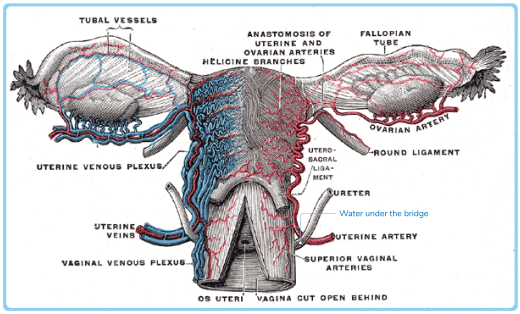 TUBAL VESSELS
ANASTOMOSIS OF
UTERINE AND
OVARIAN ARTERIES
HELICINE BRANCHES
FALLOPIAN
TUBE
OVARIAN ARTERY
UTERINE VENOUS PLEXUS
UTERO-
SACRAL
LIGA-
MENT
ROUND LIGAMENT
URETER
Water under the bridge
UTERINE
VEINS
UTERINE ARTERY
VAGINAL VENOUS PLEXUS
SUPERIOR VAGINAL
ARTERIES
OS UTERI
VAGINA CUT OPEN BEHIND